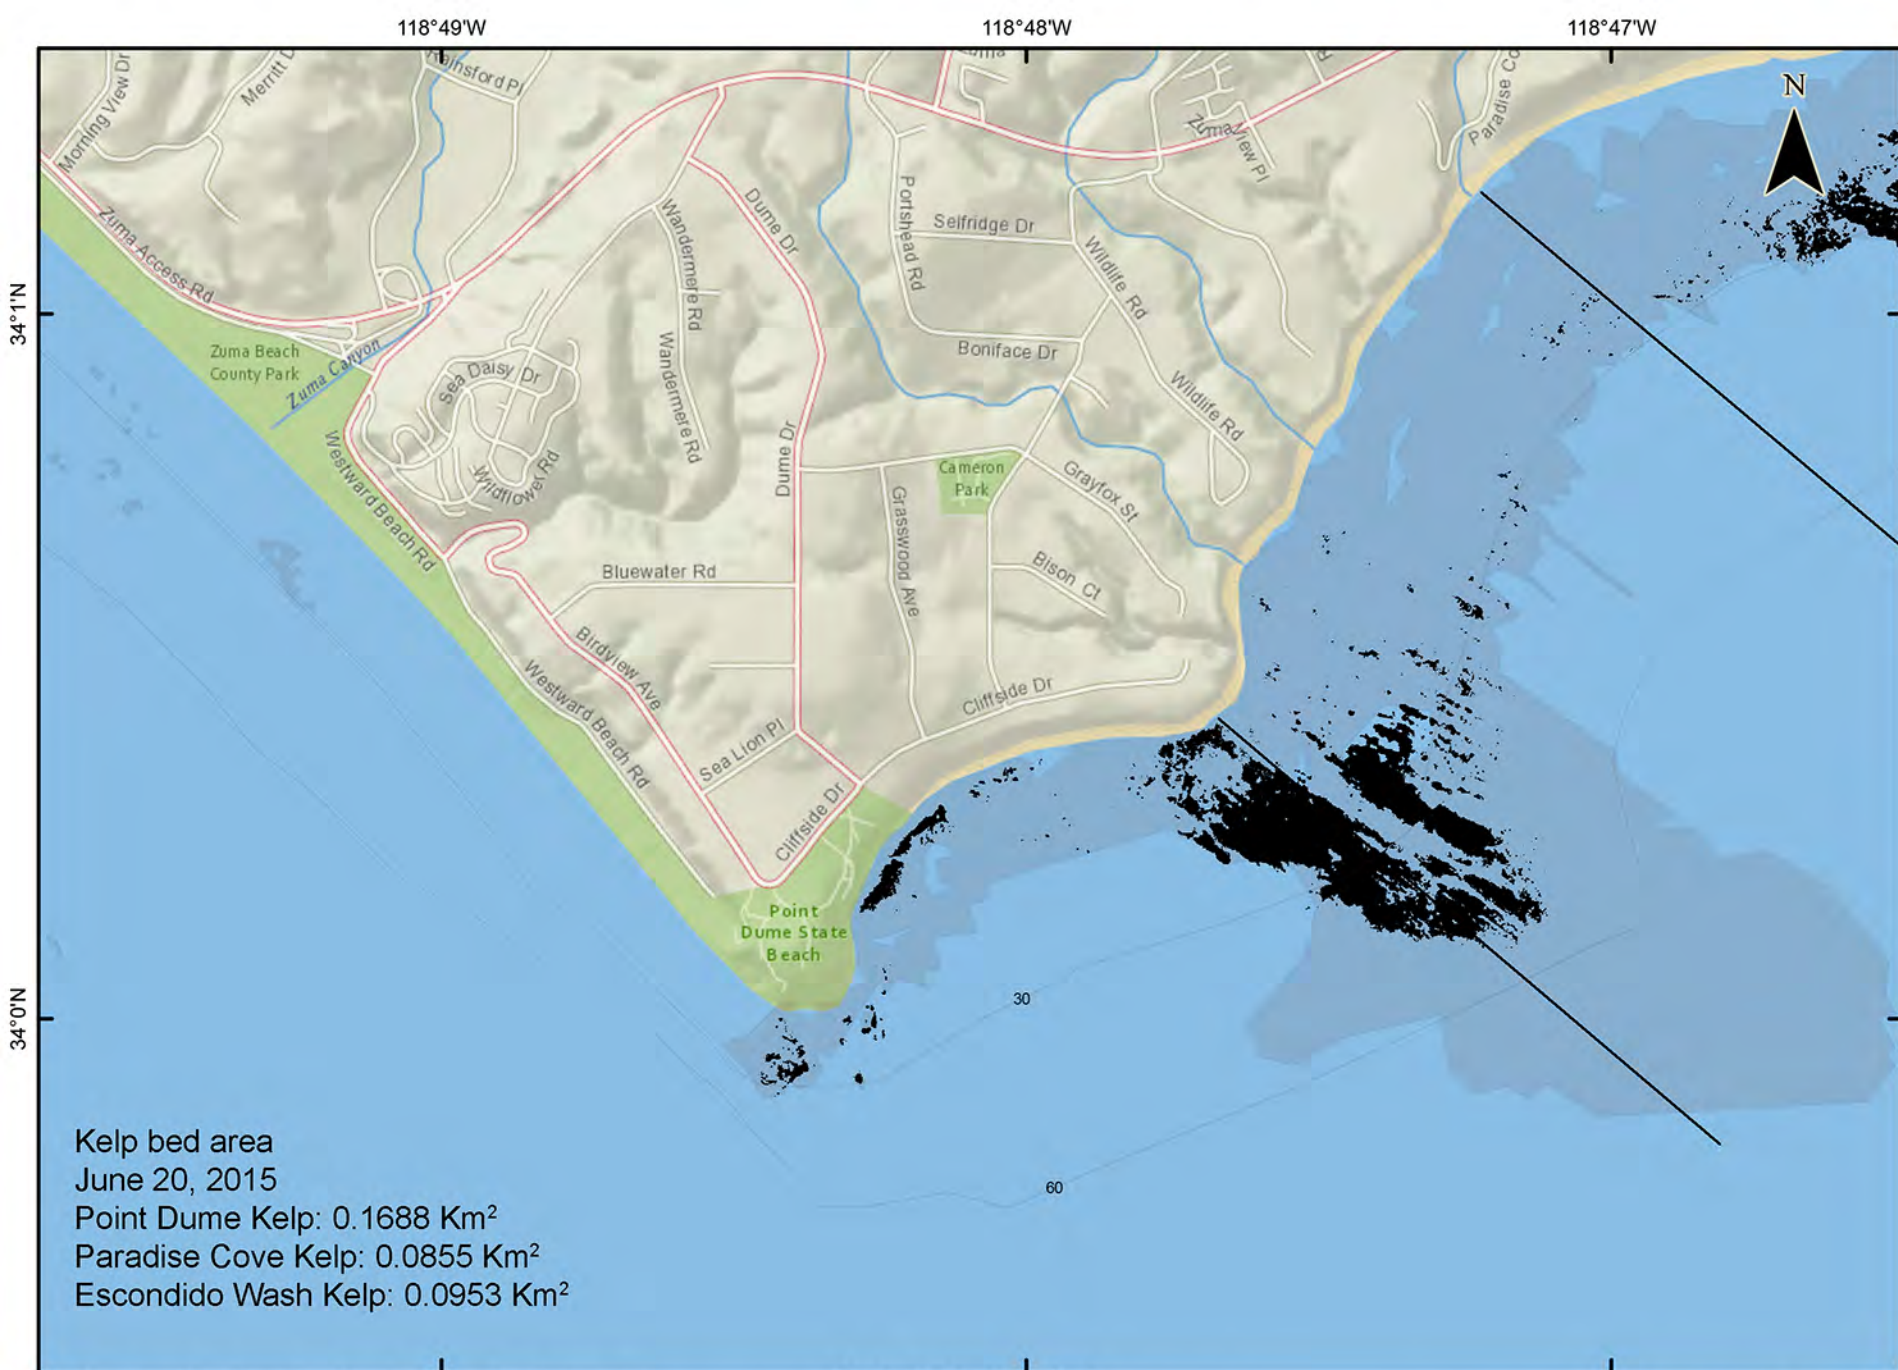 118°49'W
118°48'W
118°47'W
N
34°1'N
34°0'N
Morning View Dr
Merritt D
Rainsford Pl
Zuma
Zuma View Pl
Paradise Co
Zuma Access Rd
Wandermere Rd
Wandermere Rd
Dume Dr
Portshead Rd
Selfridge Dr
Wildlife Rd
Boniface Dr
Wildlife Rd
Zuma Beach
County Park
Zuma Canyon
Sea Daisy Dr
Wildflower Rd
Westward Beach Rd
Dume Dr
Cameron
Park
Grayfox St
Grasswood Ave
Bison Ct
Bluewater Rd
Birdview Ave
Westward Beach Rd
Sea Lion Pl
Cliffside Dr
Cliffside Dr
Point
Dume State
Beach
30
60
Kelp bed area
June 20, 2015
Point Dume Kelp: 0.1688 Km²
Paradise Cove Kelp: 0.0855 Km²
Escondido Wash Kelp: 0.0953 Km²